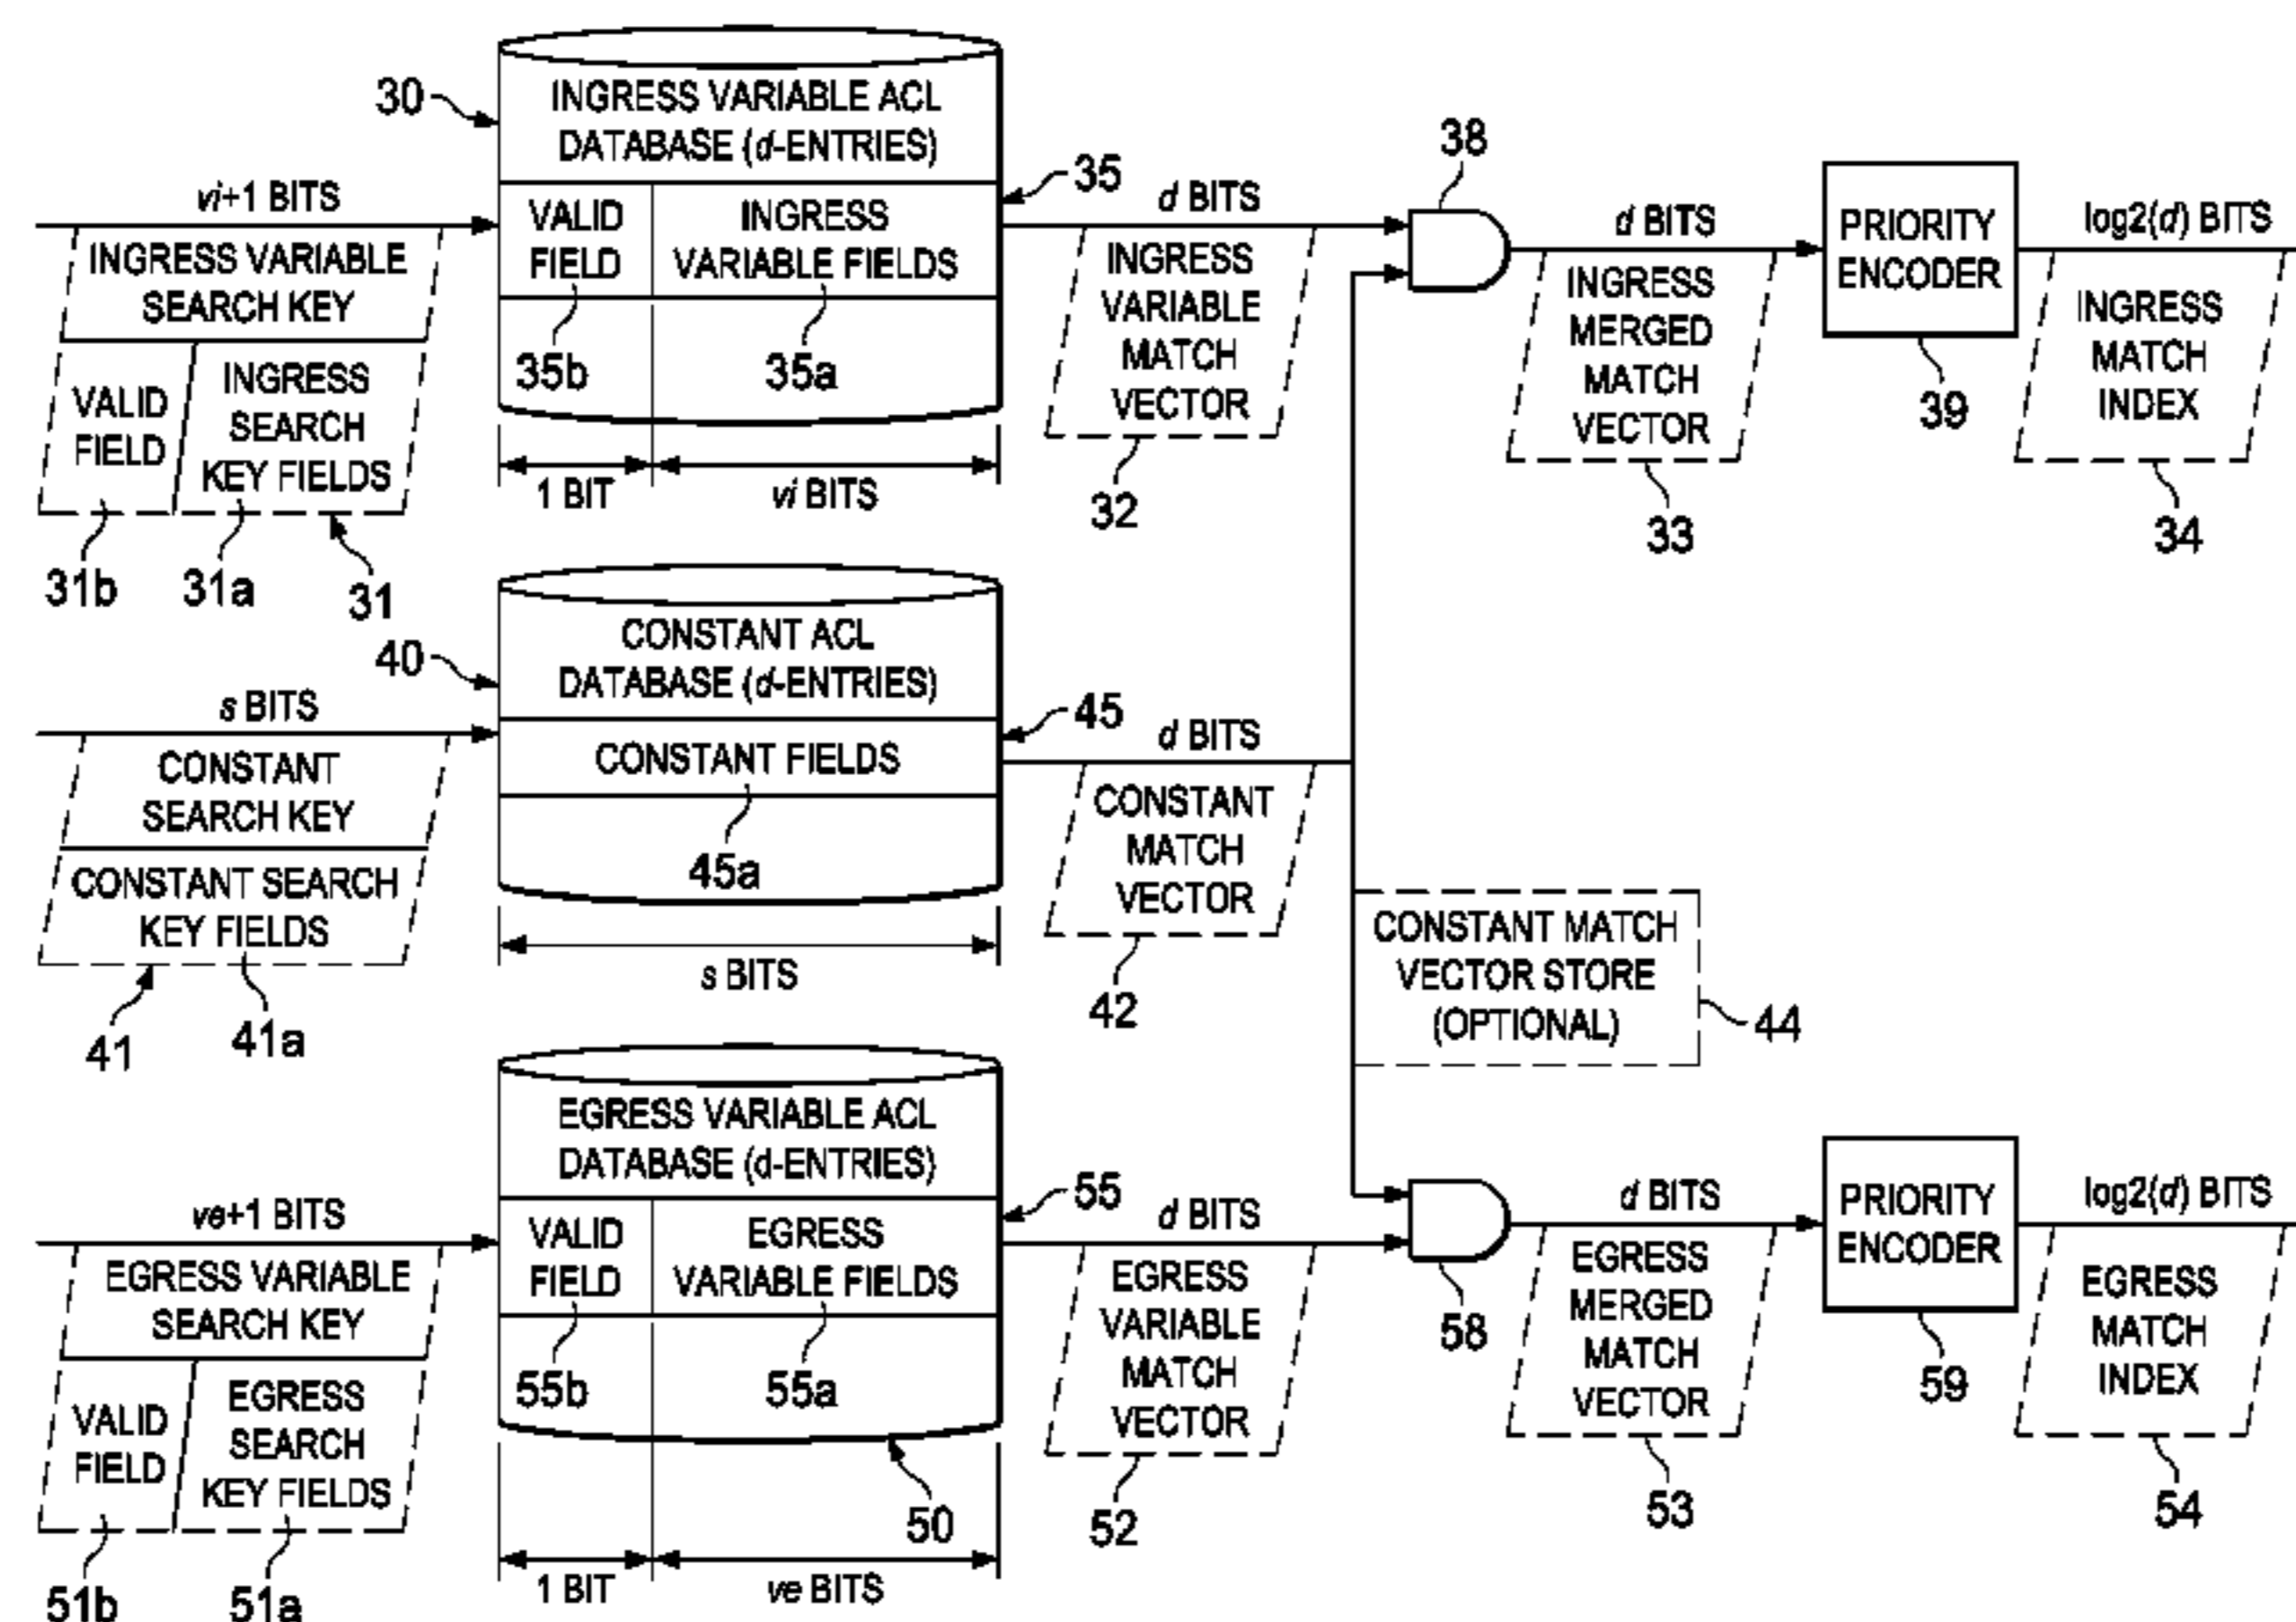 30
INGRESS VARIABLE ACL
DATABASE (d-ENTRIES)
vi+1 BITS
INGRESS VARIABLE
SEARCH KEY
VALID
FIELD
INGRESS
SEARCH
KEY FIELDS
31b
31a
31
VALID
FIELD
INGRESS
VARIABLE FIELDS
35b
35a
35
1 BIT
vi BITS
d BITS
INGRESS
VARIABLE
MATCH
VECTOR
32
38
d BITS
INGRESS
MERGED
MATCH
VECTOR
33
PRIORITY
ENCODER
39
log2(d) BITS
INGRESS
MATCH
INDEX
34
40
CONSTANT ACL
DATABASE (d-ENTRIES)
s BITS
CONSTANT
SEARCH KEY
CONSTANT SEARCH
KEY FIELDS
41
41a
CONSTANT FIELDS
45a
45
s BITS
d BITS
CONSTANT
MATCH
VECTOR
42
CONSTANT MATCH
VECTOR STORE
(OPTIONAL)
44
EGRESS VARIABLE ACL
DATABASE (d-ENTRIES)
ve+1 BITS
EGRESS VARIABLE
SEARCH KEY
VALID
FIELD
EGRESS
SEARCH
KEY FIELDS
51b
51a
VALID
FIELD
EGRESS
VARIABLE FIELDS
55b
55a
55
50
1 BIT
ve BITS
d BITS
EGRESS
VARIABLE
MATCH
VECTOR
52
58
d BITS
EGRESS
MERGED
MATCH
VECTOR
53
PRIORITY
ENCODER
59
log2(d) BITS
EGRESS
MATCH
INDEX
54